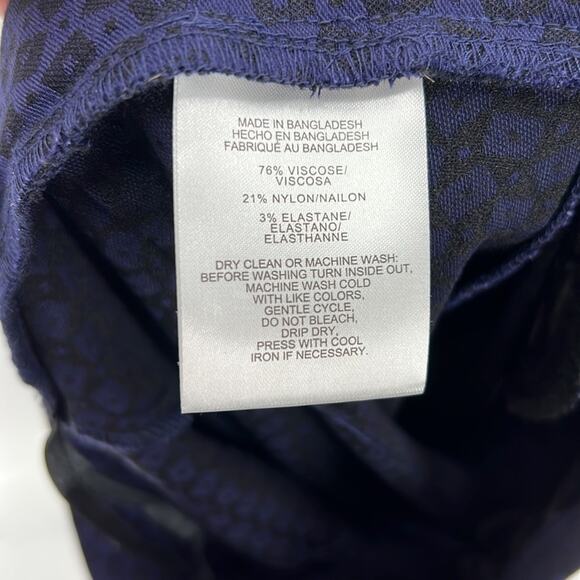 MADE IN BANGLADESH
HECHO EN BANGLADESH
FABRIQUÉ AU BANGLADESH
76% VISCOSE/
VISCOSA
21% NYLON/NAILON
3% ELASTANE/
ELASTANO/
ELASTHANNE
DRY CLEAN OR MACHINE WASH:
BEFORE WASHING TURN INSIDE OUT,
MACHINE WASH COLD
WITH LIKE COLORS,
GENTLE CYCLE,
DO NOT BLEACH,
DRIP DRY,
PRESS WITH COOL
IRON IF NECESSARY.